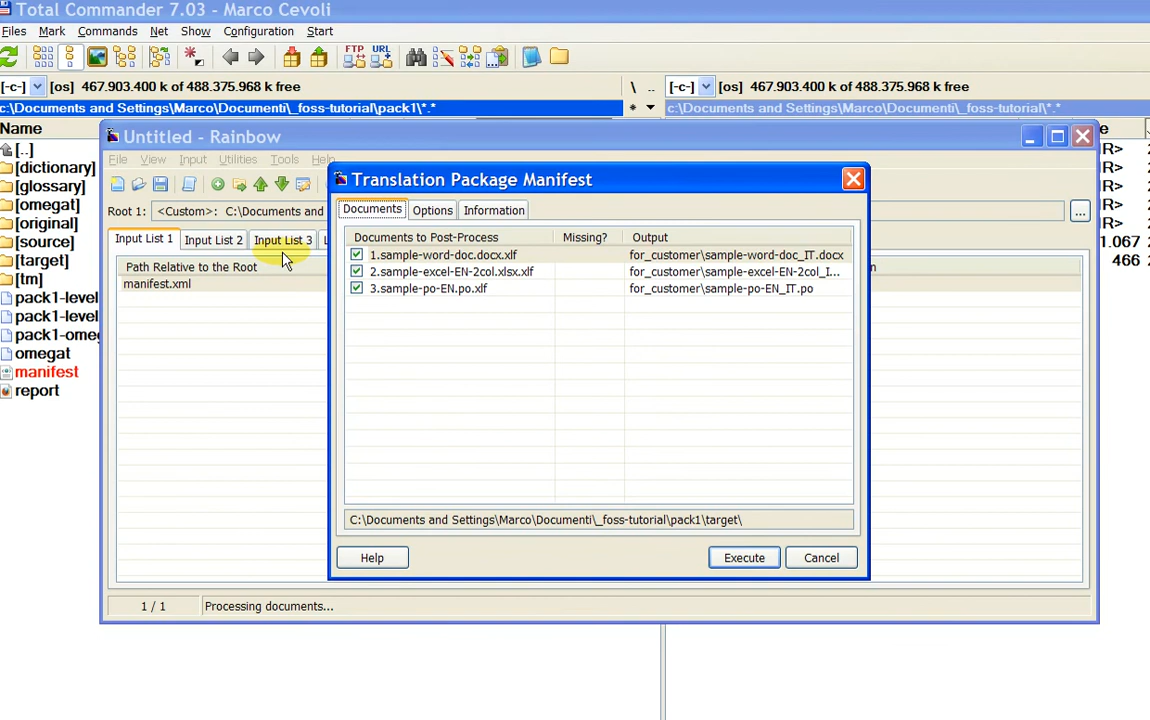 Total Commander 7.03 - Marco Cevoli
Files Mark Commands Net Show Configuration Start
FTP URL
[-c-] [os] 467.903.400 k of 488.375.968 k free \ .. [-c-] [os] 467.903.400 k of 488.375.968 k free
c:\Documents and Settings\Marco\Documenti\_foss-tutorial\pack1\*.* * c:\Documents and Settings\Marco\Documenti\_foss-tutorial\*.*
Name
[..]
[dictionary]
[glossary]
[omegat]
[original]
[source]
[target]
[tm]
pack1-level
pack1-level
pack1-ome
omegat
manifest
report
Untitled - Rainbow
File View Input Utilities Tools Help
Root 1: <Custom>: C:\Documents and
...
Input List 1 Input List 2 Input List 3
Path Relative to the Root
manifest.xml
1 / 1 Processing documents...
Translation Package Manifest
Documents Options Information
Documents to Post-Process Missing? Output
1.sample-word-doc.docx.xlf for_customer\sample-word-doc_IT.docx
2.sample-excel-EN-2col.xlsx.xlf for_customer\sample-excel-EN-2col_I...
3.sample-po-EN.po.xlf for_customer\sample-po-EN_IT.po
C:\Documents and Settings\Marco\Documenti\_foss-tutorial\pack1\target\
Help Execute Cancel
1.067
466